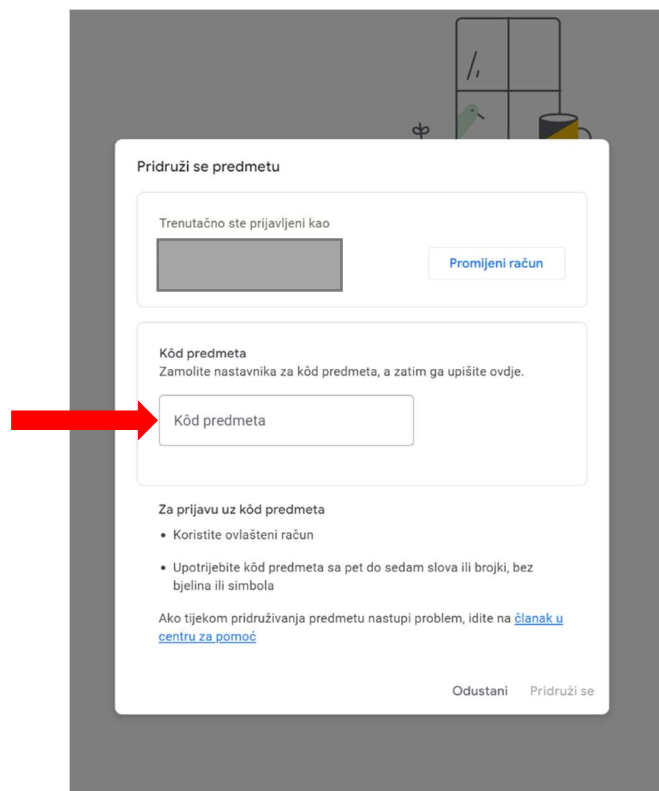 Pridruži se predmetu
Trenutačno ste prijavljeni kao
Promijeni račun
Kôd predmeta
Zamolite nastavnika za kôd predmeta, a zatim ga upišite ovdje.
Kôd predmeta
Za prijavu uz kôd predmeta
• Koristite ovlašteni račun
• Upotrijebite kôd predmeta sa pet do sedam slova ili brojki, bez
bjelina ili simbola
Ako tijekom pridruživanja predmetu nastupi problem, idite na članak u
centru za pomoć
Odustani Pridruži se